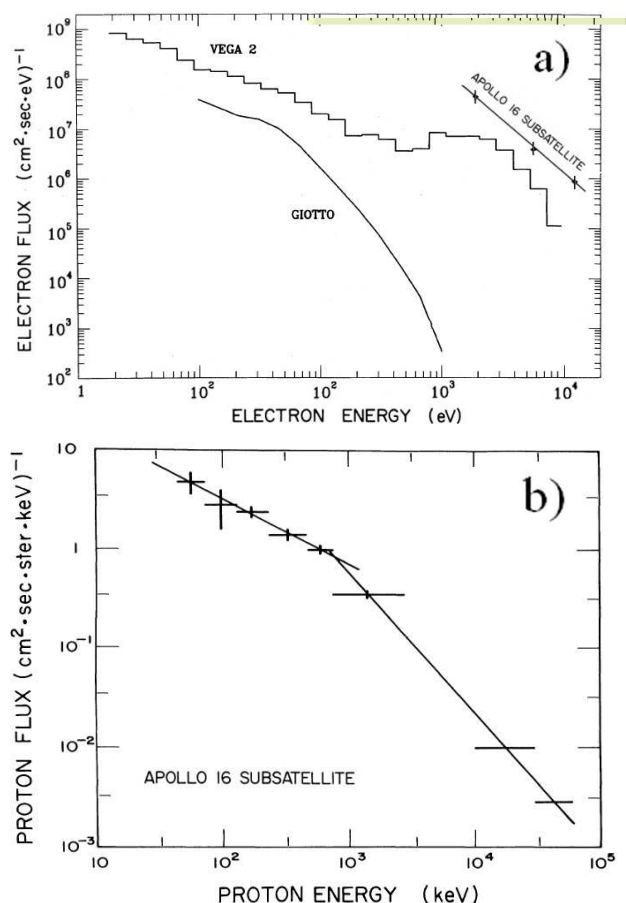 a)
10⁹
10⁸
10⁷
10⁶
10⁵
10⁴
10³
10²
ELECTRON FLUX (cm²·sec·eV)⁻¹
VEGA 2
GIOTTO
APOLLO 16 SUBSATELLITE
1 10² 10² 10³ 10⁴
ELECTRON ENERGY (eV)
b)
10
1
10⁻¹
10⁻²
10⁻³
PROTON FLUX (cm²·sec·ster·keV)⁻¹
APOLLO 16 SUBSATELLITE
10 10² 10³ 10⁴ 10⁵
PROTON ENERGY (keV)